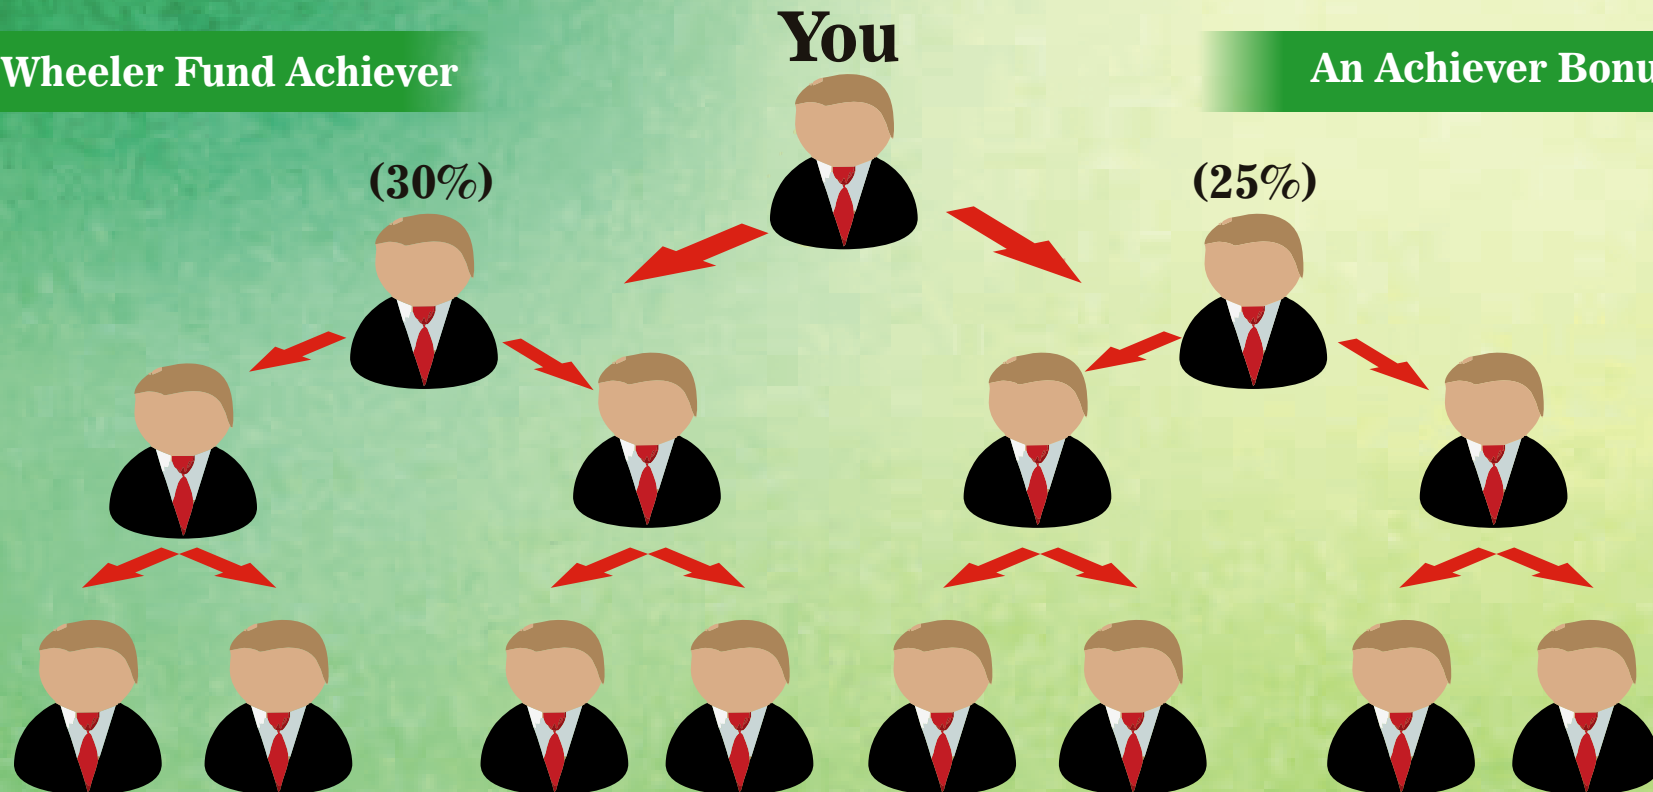 You
Wheeler Fund Achiever
An Achiever Bonu
(30%)
(25%)